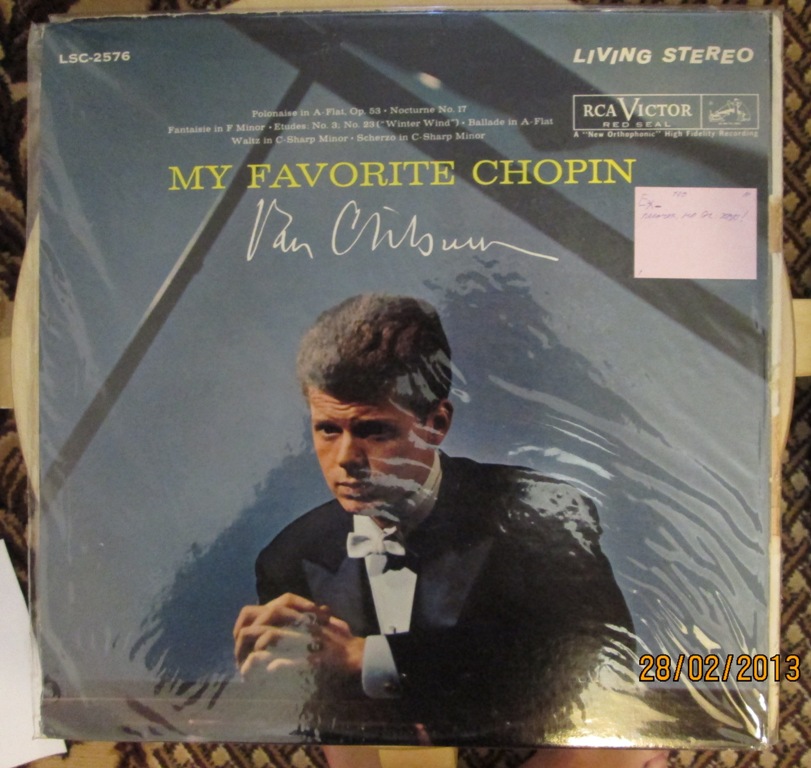 LSC-2576
LIVING STEREO
RCA VICTOR
RED SEAL
A "New Orthophonic" High Fidelity Recording
Polonaise in A-Flat, Op. 53 • Nocturne No. 17
Fantaisie in F Minor • Etudes: No. 3, No. 23 ("Winter Wind") • Ballade in A-Flat
Waltz in C-Sharp Minor • Scherzo in C-Sharp Minor
MY FAVORITE CHOPIN
Van Cliburn
28/02/2013